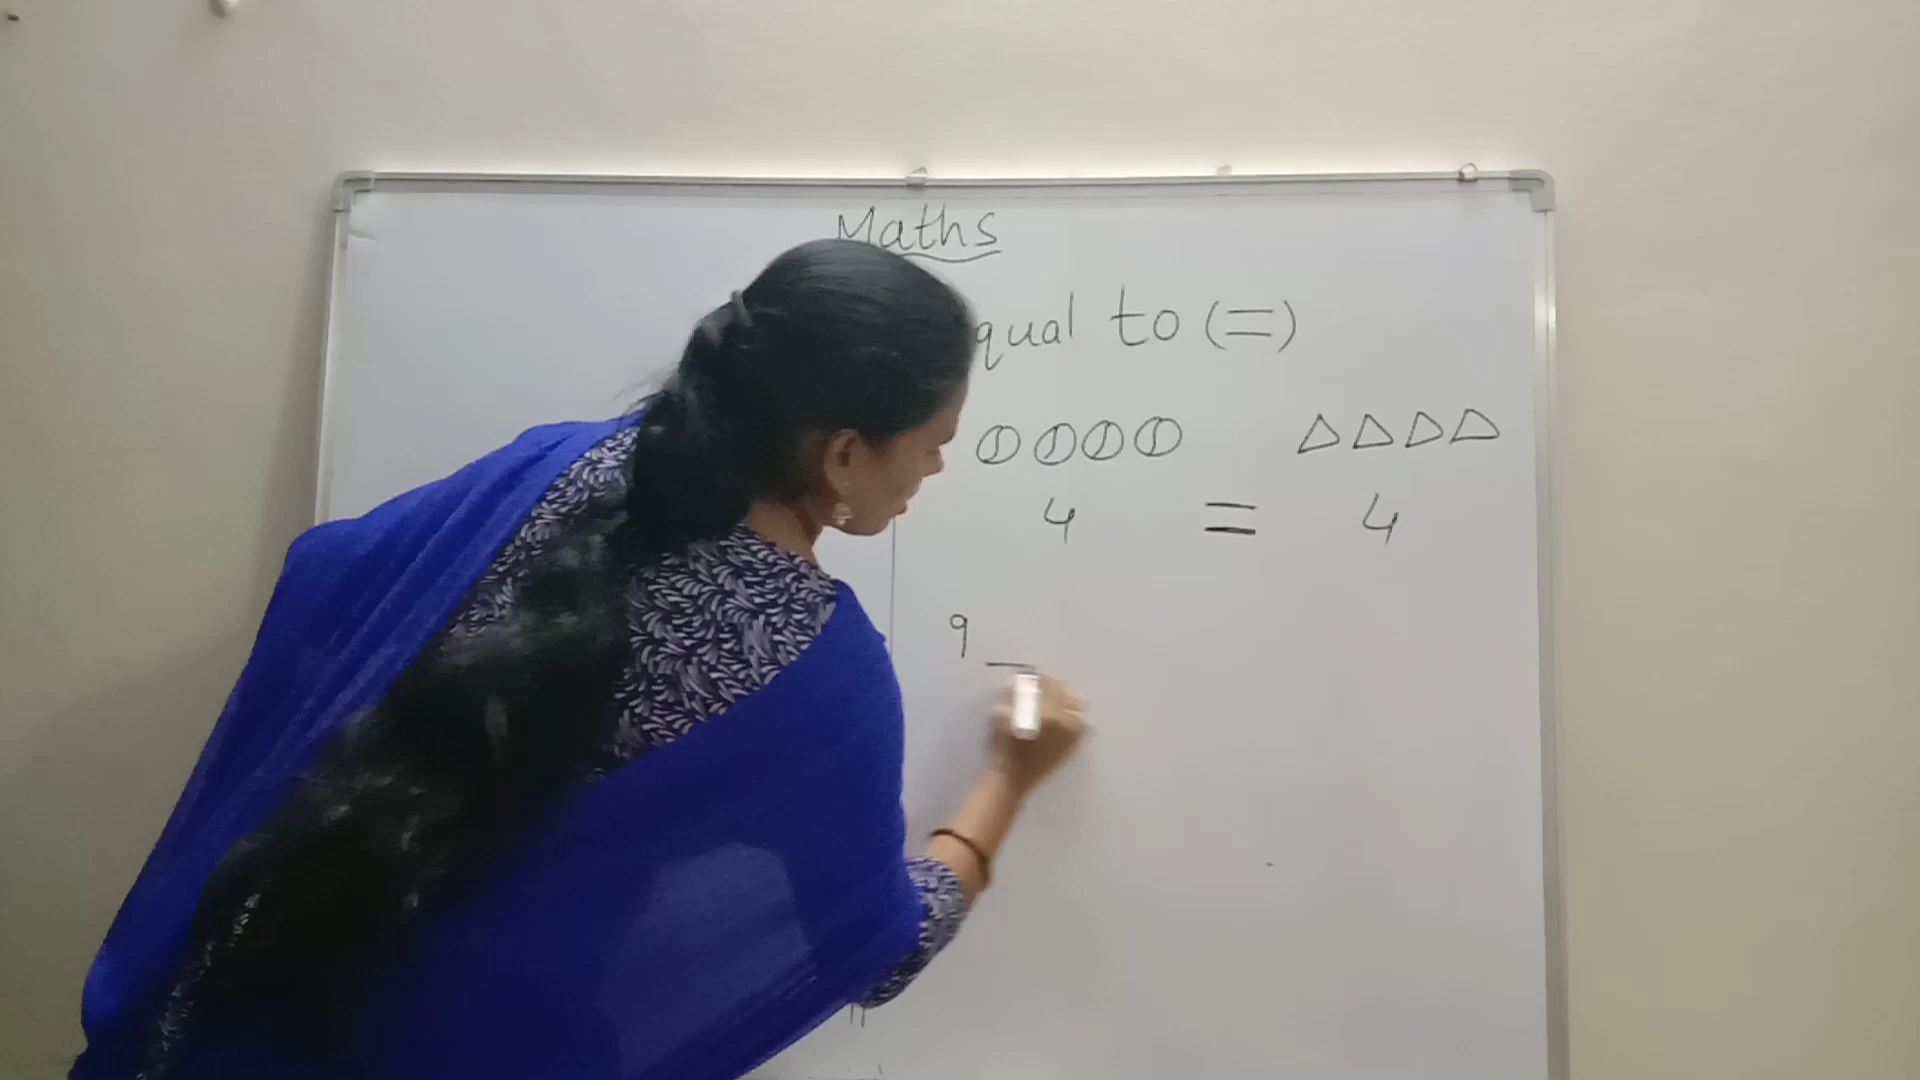 Maths
qual to (=)
4 = 4
9 _